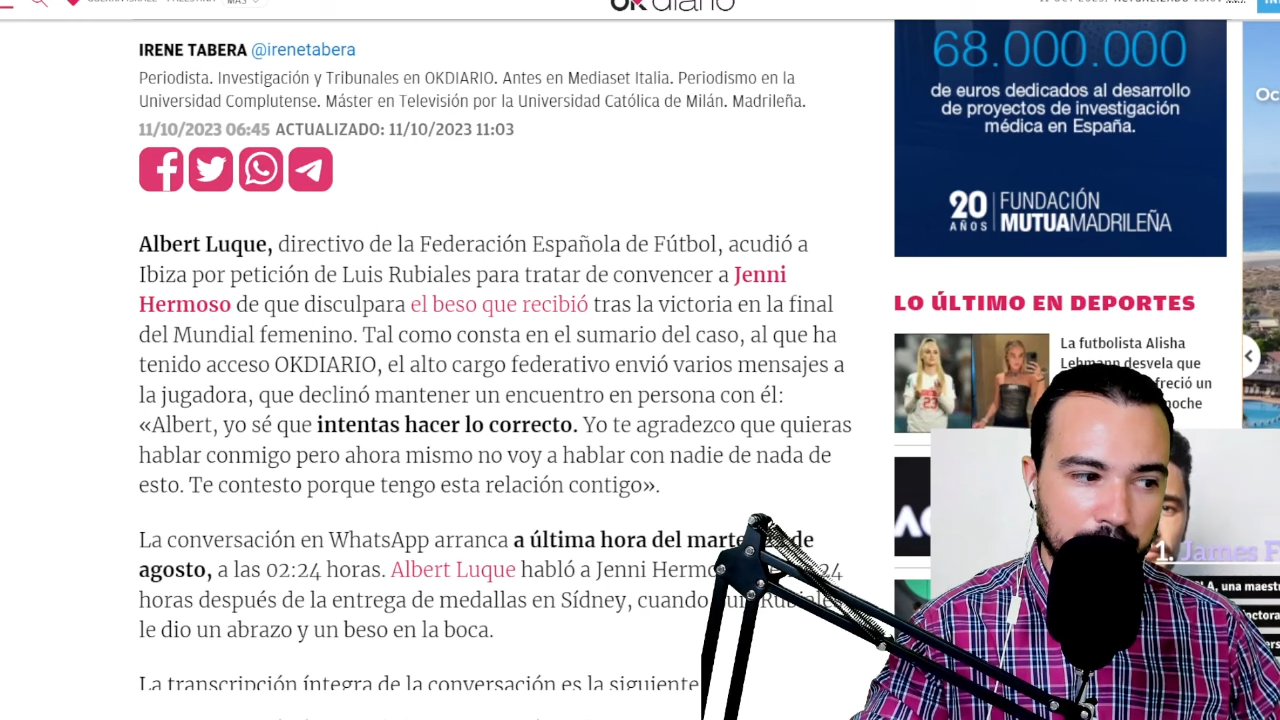 okdiario
IRENE TABERA @irenetabera
Periodista. Investigación y Tribunales en OKDIARIO. Antes en Mediaset Italia. Periodismo en la
Universidad Complutense. Máster en Televisión por la Universidad Católica de Milán. Madrileña.
11/10/2023 06:45 ACTUALIZADO: 11/10/2023 11:03
Albert Luque, directivo de la Federación Española de Fútbol, acudió a
Ibiza por petición de Luis Rubiales para tratar de convencer a Jenni
Hermoso de que disculpara el beso que recibió tras la victoria en la final
del Mundial femenino. Tal como consta en el sumario del caso, al que ha
tenido acceso OKDIARIO, el alto cargo federativo envió varios mensajes a
la jugadora, que declinó mantener un encuentro en persona con él:
«Albert, yo sé que intentas hacer lo correcto. Yo te agradezco que quieras
hablar conmigo pero ahora mismo no voy a hablar con nadie de nada de
esto. Te contesto porque tengo esta relación contigo».
La conversación en WhatsApp arranca a última hora del de
agosto, a las 02:24 horas. Albert Luque habló a Jenni 24
horas después de la entrega de medallas en Sídney, cuando Rubiales
le dio un abrazo y un beso en la boca.
La transcripción íntegra de la conversación es la siguiente
68.000.000
de euros dedicados al desarrollo
de proyectos de investigación
médica en España.
20 AÑOS FUNDACIÓN
MUTUAMADRILEÑA
LO ÚLTIMO EN DEPORTES
La futbolista Alisha
Lehmann desvela que
23
1. James